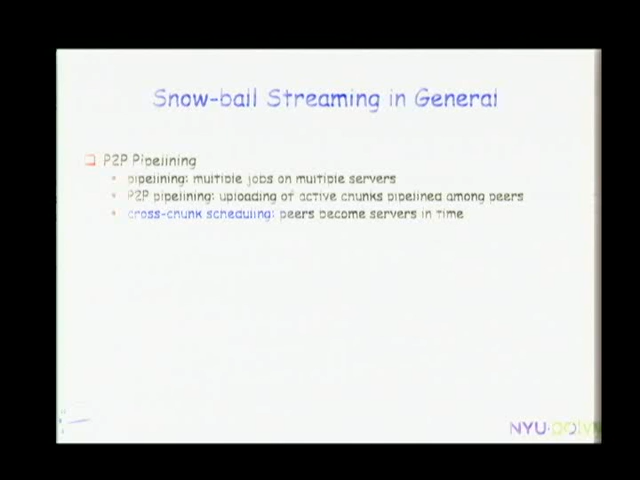 Snow-ball Streaming in General
P2P Pipelining
pipelining: multiple jobs on multiple servers
P2P pipelining: uploading of active chunks pipelined among peers
cross-chunk scheduling: peers become servers in time
NYU·poly